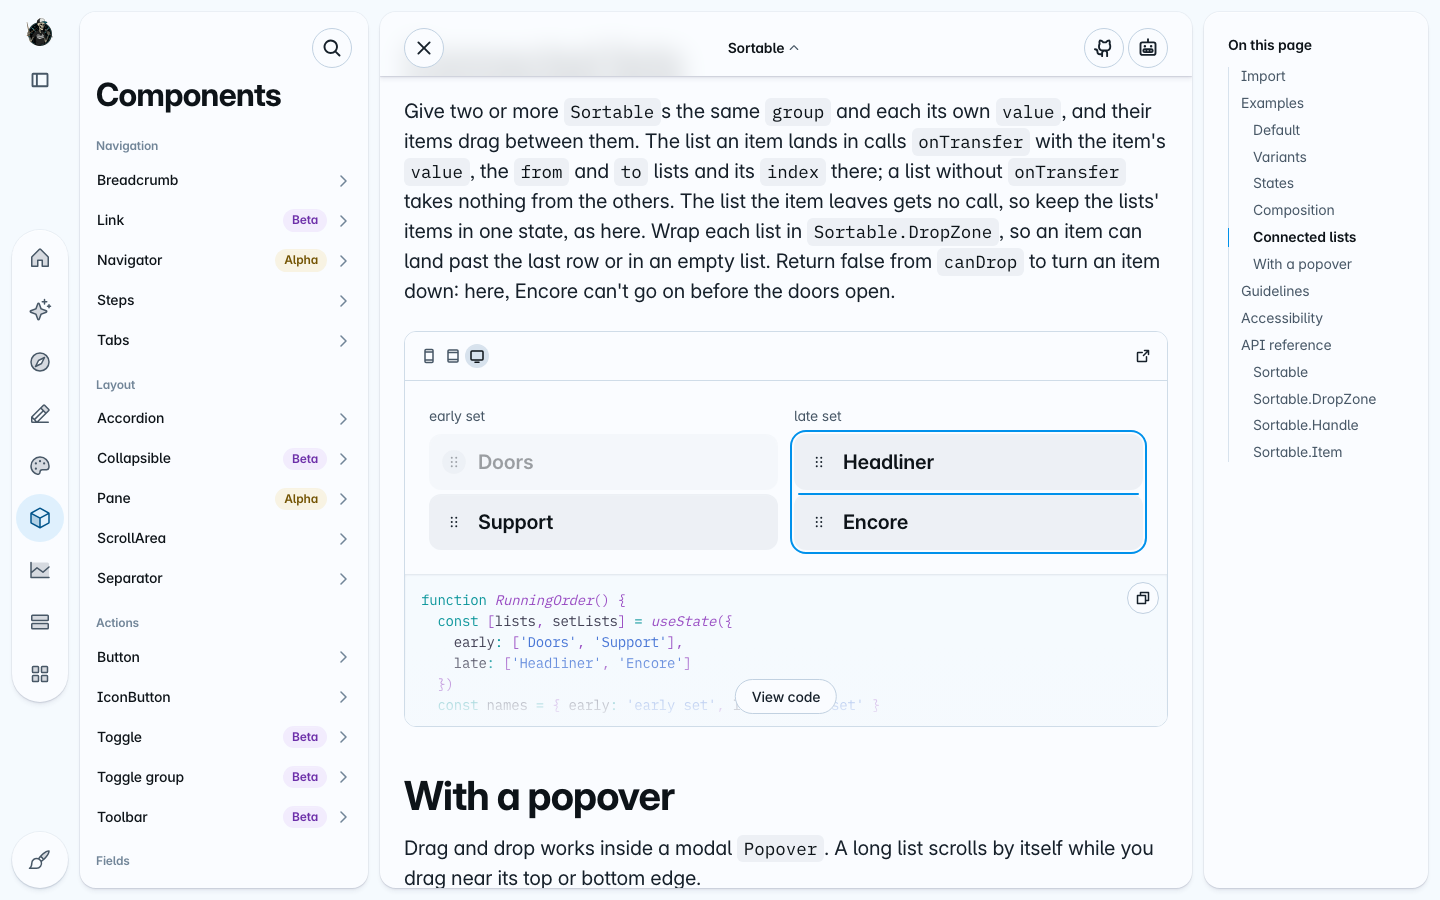 Components
Navigation
Breadcrumb
Link Beta
Navigator Alpha
Steps
Tabs
Layout
Accordion
Collapsible Beta
Pane Alpha
ScrollArea
Separator
Actions
Button
IconButton
Toggle Beta
Toggle group Beta
Toolbar Beta
Fields
Sortable
Give two or more Sortable s the same group and each its own value , and their
items drag between them. The list an item lands in calls onTransfer with the item's
value , the from and to lists and its index there; a list without onTransfer
takes nothing from the others. The list the item leaves gets no call, so keep the lists'
items in one state, as here. Wrap each list in Sortable.DropZone , so an item can
land past the last row or in an empty list. Return false from canDrop to turn an item
down: here, Encore can't go on before the doors open.
early set
Doors
Support
late set
Headliner
Encore
function RunningOrder() {
const [lists, setLists] = useState({
early: ['Doors', 'Support'],
late: ['Headliner', 'Encore']
})
const names = { early: 'early set', set' }
View code
With a popover
Drag and drop works inside a modal Popover . A long list scrolls by itself while you
drag near its top or bottom edge.
On this page
Import
Examples
Default
Variants
States
Composition
Connected lists
With a popover
Guidelines
Accessibility
API reference
Sortable
Sortable.DropZone
Sortable.Handle
Sortable.Item